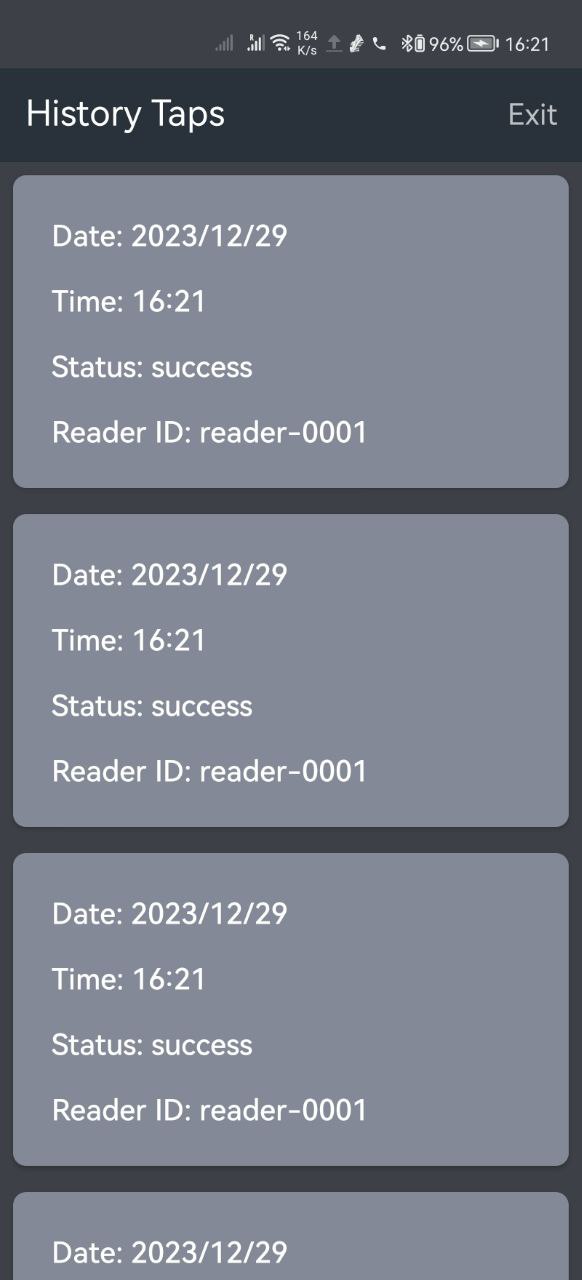 164
K/s
96%
16:21
History Taps
Exit
Date: 2023/12/29
Time: 16:21
Status: success
Reader ID: reader-0001
Date: 2023/12/29
Time: 16:21
Status: success
Reader ID: reader-0001
Date: 2023/12/29
Time: 16:21
Status: success
Reader ID: reader-0001
Date: 2023/12/29